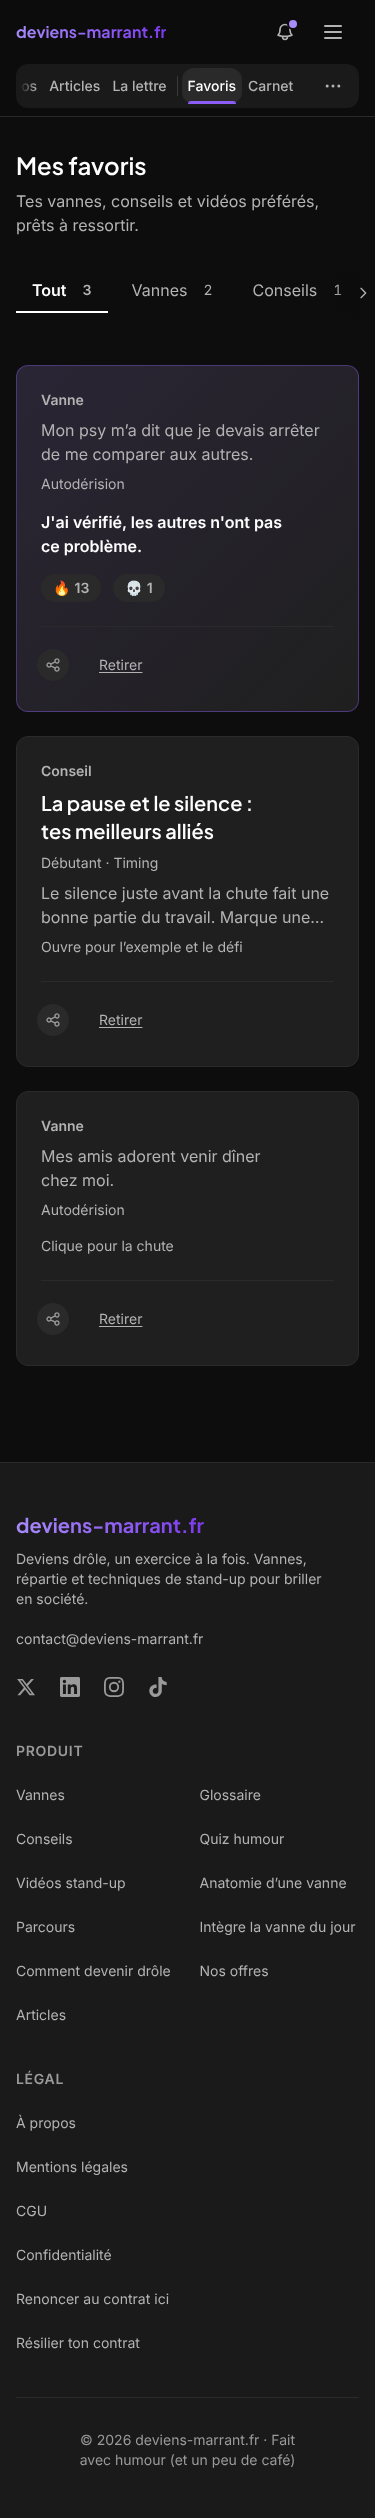 deviens-marrant.fr
os Articles La lettre Favoris Carnet
Mes favoris
Tes vannes, conseils et vidéos préférés,
prêts à ressortir.
Tout 3 Vannes 2 Conseils 1
Vanne
Mon psy m’a dit que je devais arrêter
de me comparer aux autres.
Autodérision
J'ai vérifié, les autres n'ont pas
ce problème.
🔥 13 💀 1
Retirer
Conseil
La pause et le silence :
tes meilleurs alliés
Débutant · Timing
Le silence juste avant la chute fait une
bonne partie du travail. Marque une…
Ouvre pour l’exemple et le défi
Retirer
Vanne
Mes amis adorent venir dîner
chez moi.
Autodérision
Clique pour la chute
Retirer
deviens-marrant.fr
Deviens drôle, un exercice à la fois. Vannes,
répartie et techniques de stand-up pour briller
en société.
contact@deviens-marrant.fr
PRODUIT
Vannes Glossaire
Conseils Quiz humour
Vidéos stand-up Anatomie d’une vanne
Parcours Intègre la vanne du jour
Comment devenir drôle Nos offres
Articles
LÉGAL
À propos
Mentions légales
CGU
Confidentialité
Renoncer au contrat ici
Résilier ton contrat
© 2026 deviens-marrant.fr · Fait
avec humour (et un peu de café)